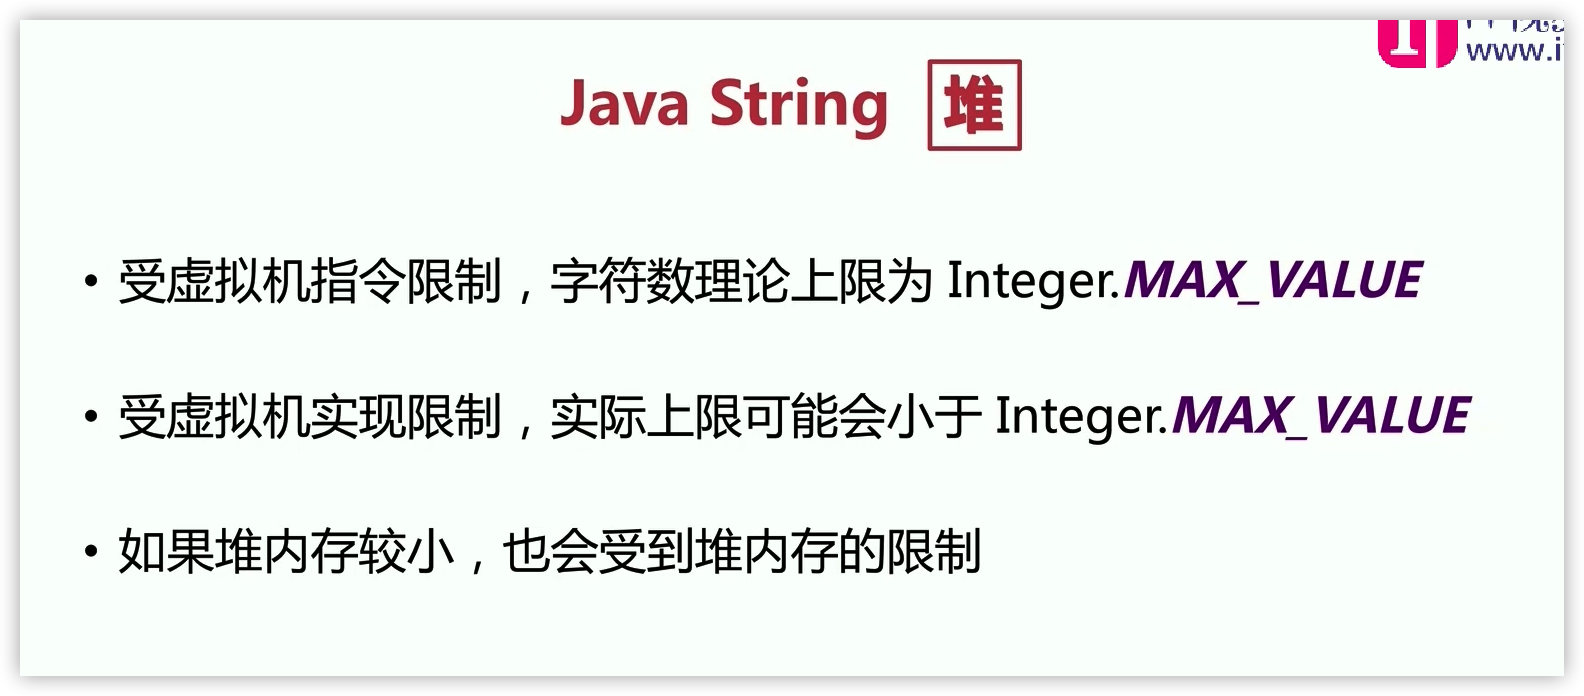 www.i
Java String 堆
• 受虚拟机指令限制，字符数理论上限为 Integer.MAX_VALUE
• 受虚拟机实现限制，实际上限可能会小于 Integer.MAX_VALUE
• 如果堆内存较小，也会受到堆内存的限制